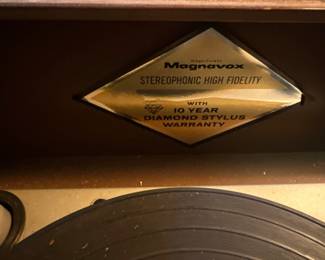 Magnavox
STEREOPHONIC HIGH FIDELITY
WITH
10 YEAR
DIAMOND STYLUS
WARRANTY